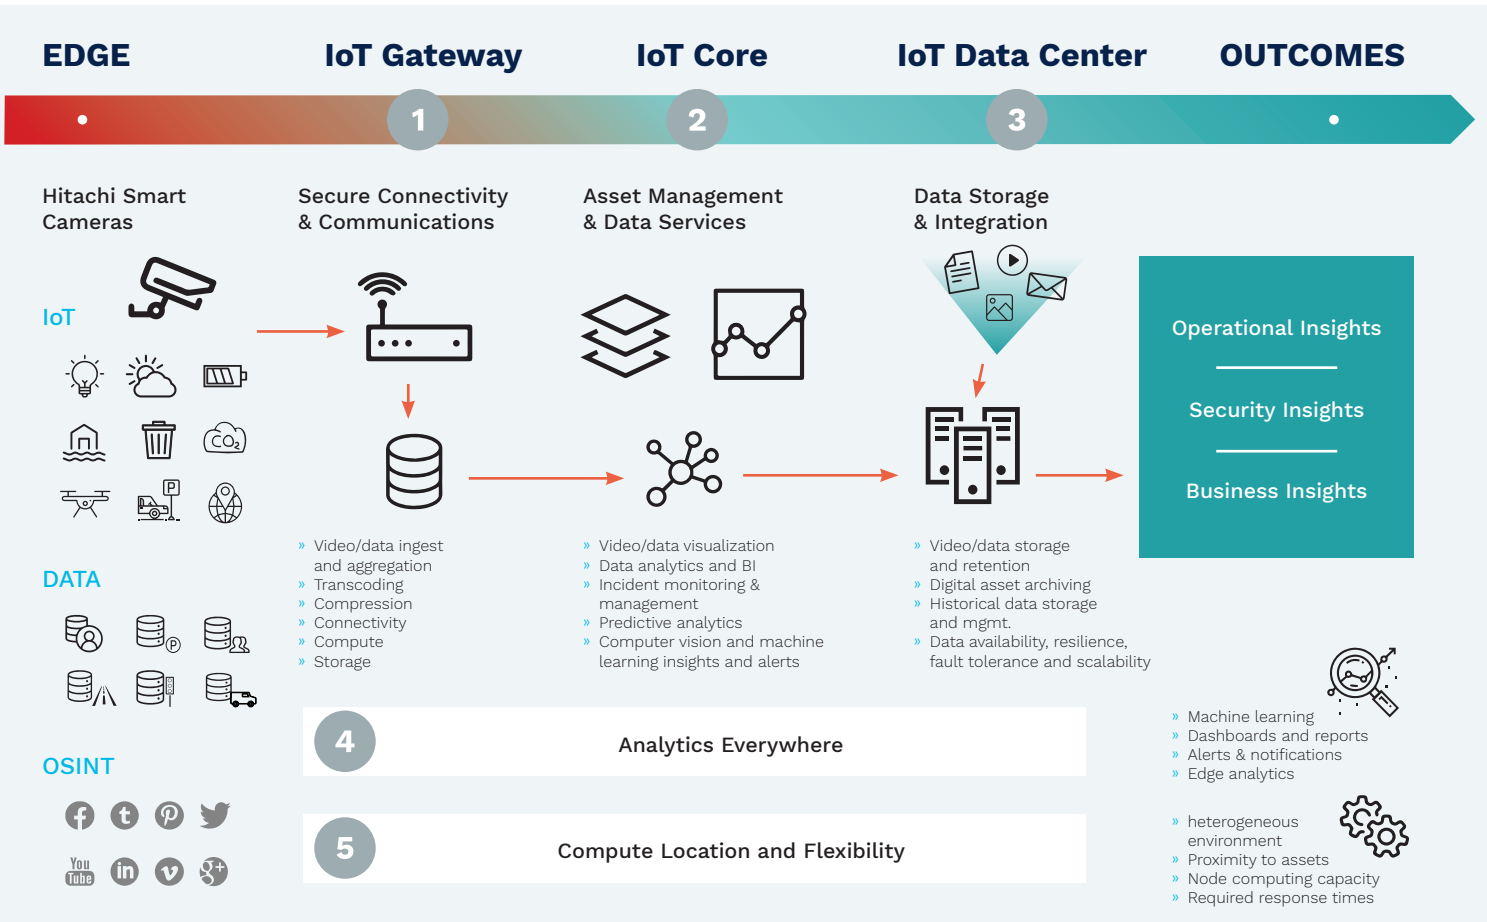 EDGE
IoT Gateway
IoT Core
IoT Data Center
OUTCOMES
1
2
3
Hitachi Smart
Cameras
Secure Connectivity
& Communications
Asset Management
& Data Services
Data Storage
& Integration
IoT
CO2
P
Operational Insights
Security Insights
Business Insights
» Video/data ingest
and aggregation
» Transcoding
» Compression
» Connectivity
» Compute
» Storage
» Video/data visualization
» Data analytics and BI
» Incident monitoring &
management
» Predictive analytics
» Computer vision and machine
learning insights and alerts
» Video/data storage
and retention
» Digital asset archiving
» Historical data storage
and mgmt.
» Data availability, resilience,
fault tolerance and scalability
DATA
P
4
Analytics Everywhere
» Machine learning
» Dashboards and reports
» Alerts & notifications
» Edge analytics
OSINT
f t P
You
Tube in v g+
5
Compute Location and Flexibility
» heterogeneous
environment
» Proximity to assets
» Node computing capacity
» Required response times